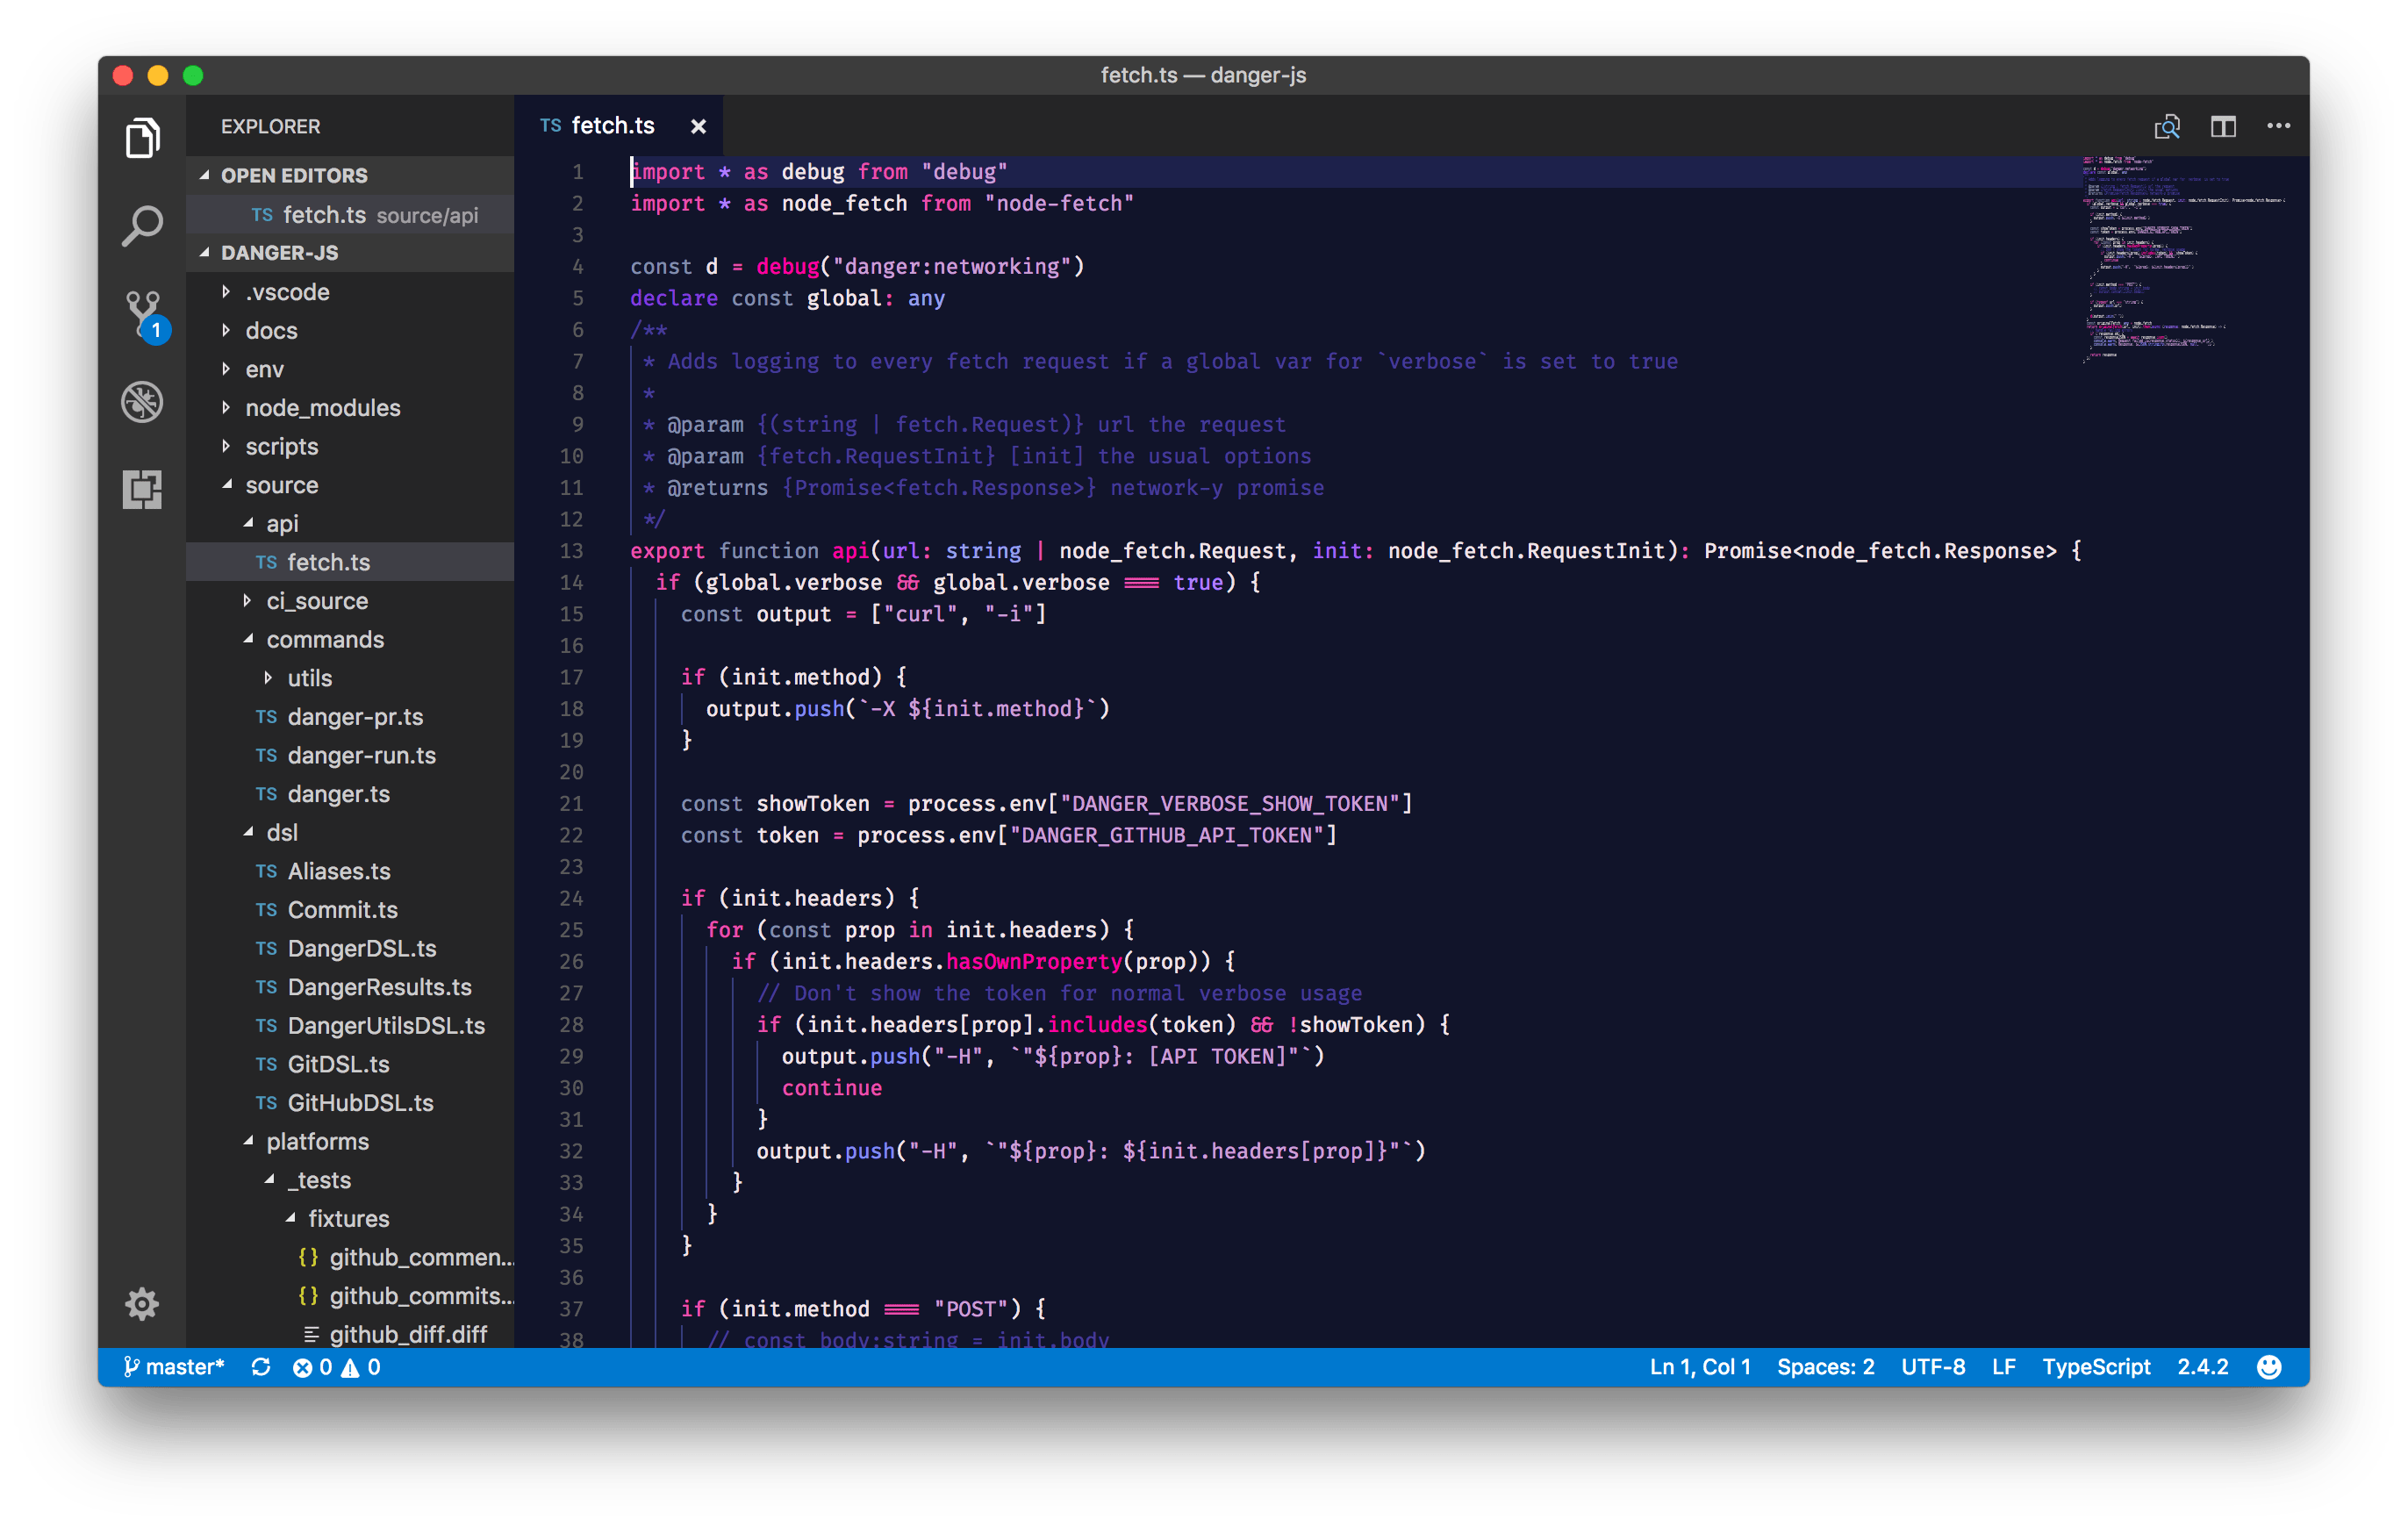 fetch.ts — danger-js
EXPLORER
OPEN EDITORS
TS fetch.ts source/api
DANGER-JS
.vscode
docs
1
env
node_modules
scripts
source
api
TS fetch.ts
ci_source
commands
utils
TS danger-pr.ts
TS danger-run.ts
TS danger.ts
dsl
TS Aliases.ts
TS Commit.ts
TS DangerDSL.ts
TS DangerResults.ts
TS DangerUtilsDSL.ts
TS GitDSL.ts
TS GitHubDSL.ts
platforms
_tests
fixtures
{} github_commen...
{} github_commits...
github_diff.diff
TS fetch.ts ×
1 import * as debug from "debug"
2 import * as node_fetch from "node-fetch"
3
4 const d = debug("danger:networking")
5 declare const global: any
6 /**
7  * Adds logging to every fetch request if a global var for `verbose` is set to true
8  *
9  * @param {(string | fetch.Request)} url the request
10  * @param {fetch.RequestInit} [init] the usual options
11  * @returns {Promise<fetch.Response>} network-y promise
12  */
13 export function api(url: string | node_fetch.Request, init: node_fetch.RequestInit): Promise<node_fetch.Response> {
14   if (global.verbose && global.verbose === true) {
15     const output = ["curl", "-i"]
16
17     if (init.method) {
18       output.push(`-X ${init.method}`)
19     }
20
21     const showToken = process.env["DANGER_VERBOSE_SHOW_TOKEN"]
22     const token = process.env["DANGER_GITHUB_API_TOKEN"]
23
24     if (init.headers) {
25       for (const prop in init.headers) {
26         if (init.headers.hasOwnProperty(prop)) {
27           // Don't show the token for normal verbose usage
28           if (init.headers[prop].includes(token) && !showToken) {
29             output.push("-H", `"${prop}: [API TOKEN]"`)
30             continue
31           }
32           output.push("-H", `"${prop}: ${init.headers[prop]}"`)
33         }
34       }
35     }
36
37     if (init.method === "POST") {
38       // const body:string = init.body
master* 0 0 Ln 1, Col 1 Spaces: 2 UTF-8 LF TypeScript 2.4.2